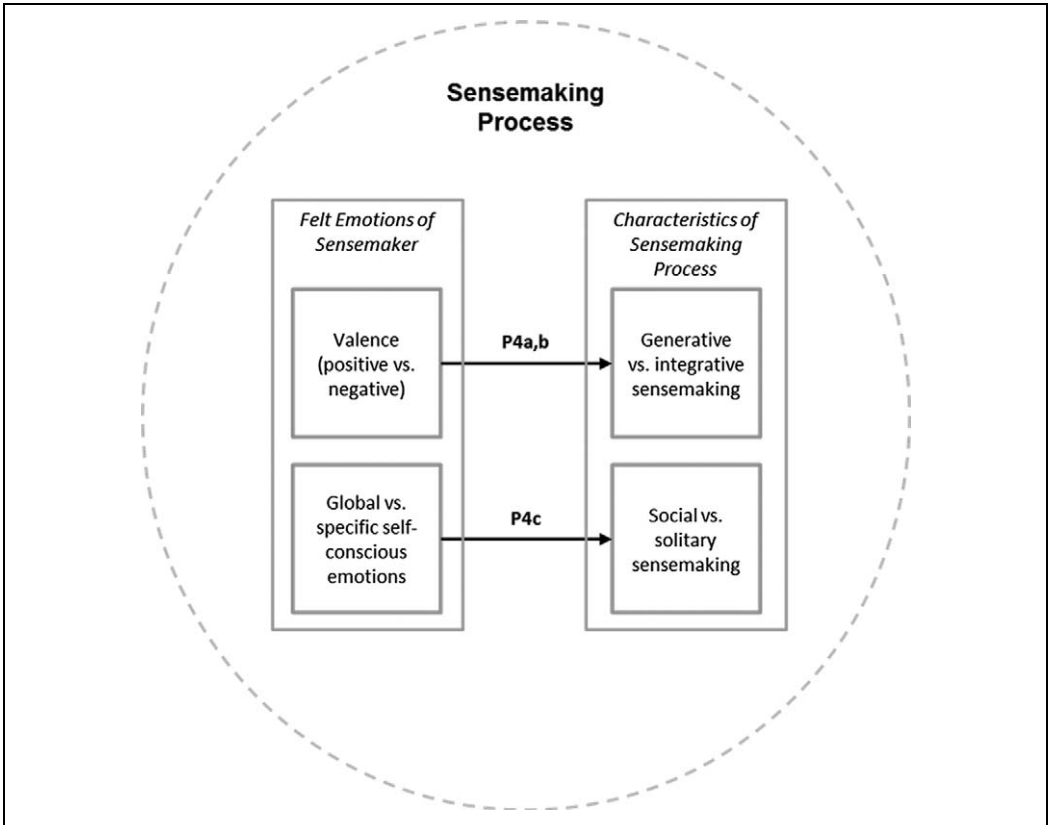 Sensemaking
Process
Felt Emotions of
Sensemaker
Characteristics of
Sensemaking
Process
Valence
(positive vs.
negative)
P4a,b
Generative
vs. integrative
sensemaking
Global vs.
specific self-
conscious
emotions
P4c
Social vs.
solitary
sensemaking